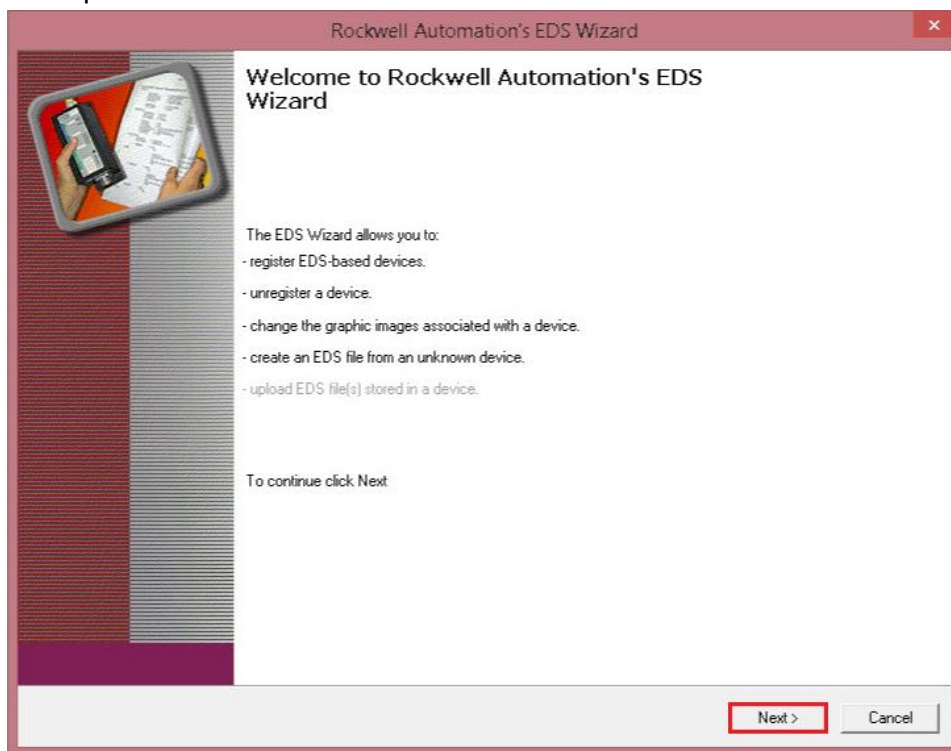 Rockwell Automation's EDS Wizard
Welcome to Rockwell Automation's EDS
Wizard
The EDS Wizard allows you to:
- register EDS-based devices.
- unregister a device.
- change the graphic images associated with a device.
- create an EDS file from an unknown device.
- upload EDS file(s) stored in a device.
To continue click Next
Next >
Cancel